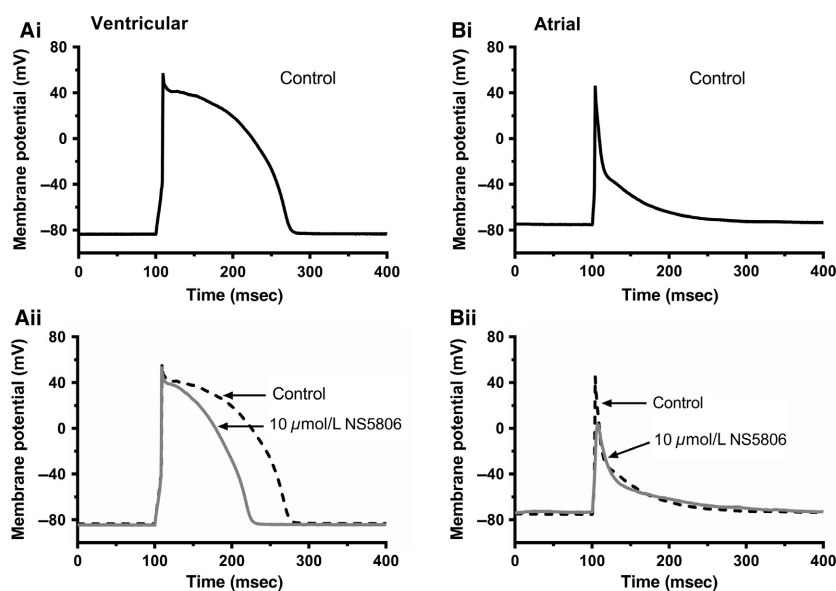 Ai Ventricular
Control
Membrane potential (mV)
80
40
0
–40
–80
0 100 200 300 400
Time (msec)
Bi Atrial
Control
Membrane potential (mV)
80
40
0
–40
–80
0 100 200 300 400
Time (msec)
Aii
Control
10 µmol/L NS5806
Membrane potential (mV)
80
40
0
–40
–80
0 100 200 300 400
Time (msec)
Bii
Control
10 µmol/L NS5806
Membrane potential (mV)
80
40
0
–40
–80
0 100 200 300 400
Time (msec)